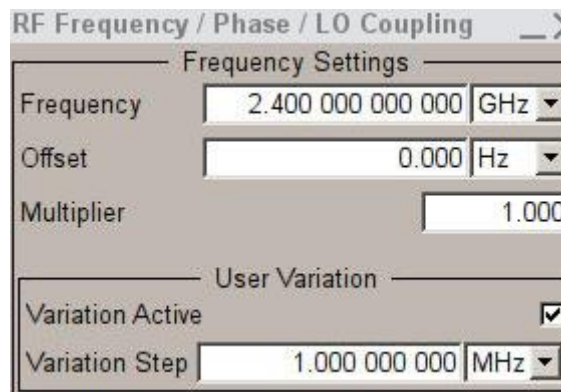 RF Frequency / Phase / LO Coupling
Frequency Settings
Frequency 2.400 000 000 000 GHz
Offset 0.000 Hz
Multiplier 1.000
User Variation
Variation Active
Variation Step 1.000 000 000 MHz